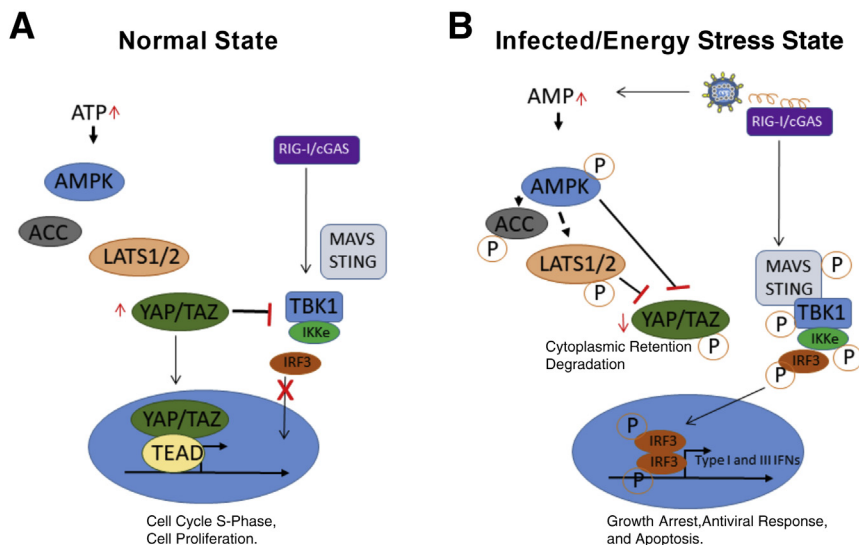 A
Normal State
ATP
AMPK
ACC
LATS1/2
YAP/TAZ
RIG-I/cGAS
MAVS
STING
TBK1
IKKe
IRF3
X
YAP/TAZ
TEAD
Cell Cycle S-Phase,
Cell Proliferation.
B
Infected/Energy Stress State
AMP
RIG-I/cGAS
P
AMPK
ACC
P
LATS1/2
P
YAP/TAZ
P
Cytoplasmic Retention
Degradation
MAVS
STING
P
TBK1
P
IKKe
P
IRF3
P
P
IRF3
IRF3
P
Type I and III IFNs
Growth Arrest,Antiviral Response,
and Apoptosis.